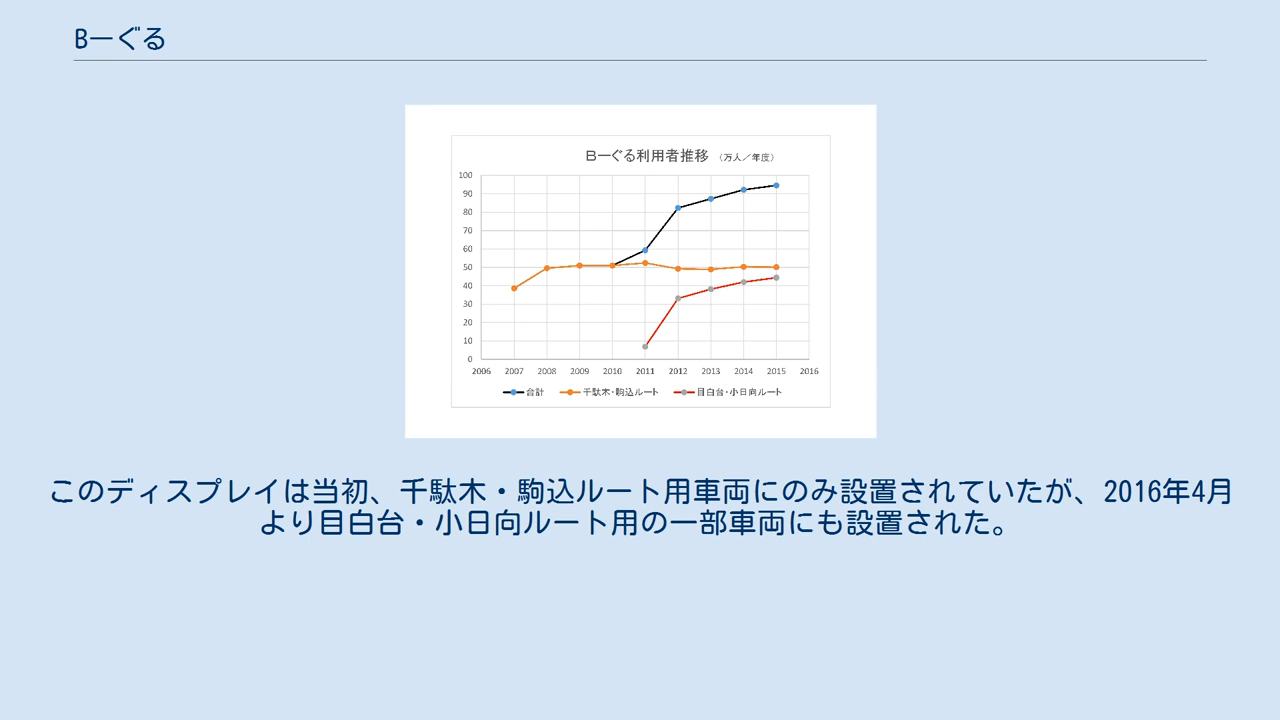 Bーぐる
Bーぐる利用者推移 (万人/年度)
100
90
80
70
60
50
40
30
20
10
0
2006 2007 2008 2009 2010 2011 2012 2013 2014 2015 2016
合計 千駄木・駒込ルート 目白台・小日向ルート
このディスプレイは当初、千駄木・駒込ルート用車両にのみ設置されていたが、2016年4月
より目白台・小日向ルート用の一部車両にも設置された。